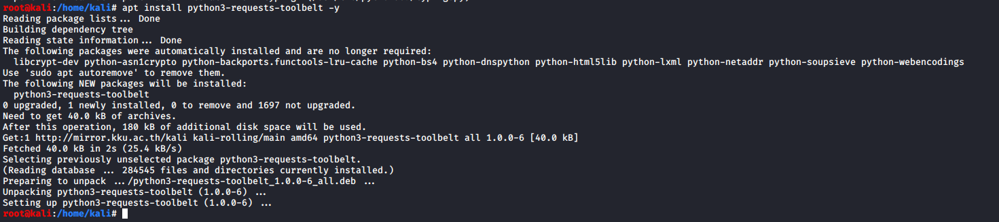 root@kali:/home/kali# apt install python3-requests-toolbelt -y
Reading package lists... Done
Building dependency tree
Reading state information... Done
The following packages were automatically installed and are no longer required:
  libcrypt-dev python-asn1crypto python-backports.functools-lru-cache python-bs4 python-dnspython python-html5lib python-lxml python-netaddr python-soupsieve python-webencodings
Use 'sudo apt autoremove' to remove them.
The following NEW packages will be installed:
  python3-requests-toolbelt
0 upgraded, 1 newly installed, 0 to remove and 1697 not upgraded.
Need to get 40.0 kB of archives.
After this operation, 180 kB of additional disk space will be used.
Get:1 http://mirror.kku.ac.th/kali kali-rolling/main amd64 python3-requests-toolbelt all 1.0.0-6 [40.0 kB]
Fetched 40.0 kB in 2s (25.4 kB/s)
Selecting previously unselected package python3-requests-toolbelt.
(Reading database ... 284545 files and directories currently installed.)
Preparing to unpack .../python3-requests-toolbelt_1.0.0-6_all.deb ...
Unpacking python3-requests-toolbelt (1.0.0-6) ...
Setting up python3-requests-toolbelt (1.0.0-6) ...
root@kali:/home/kali#